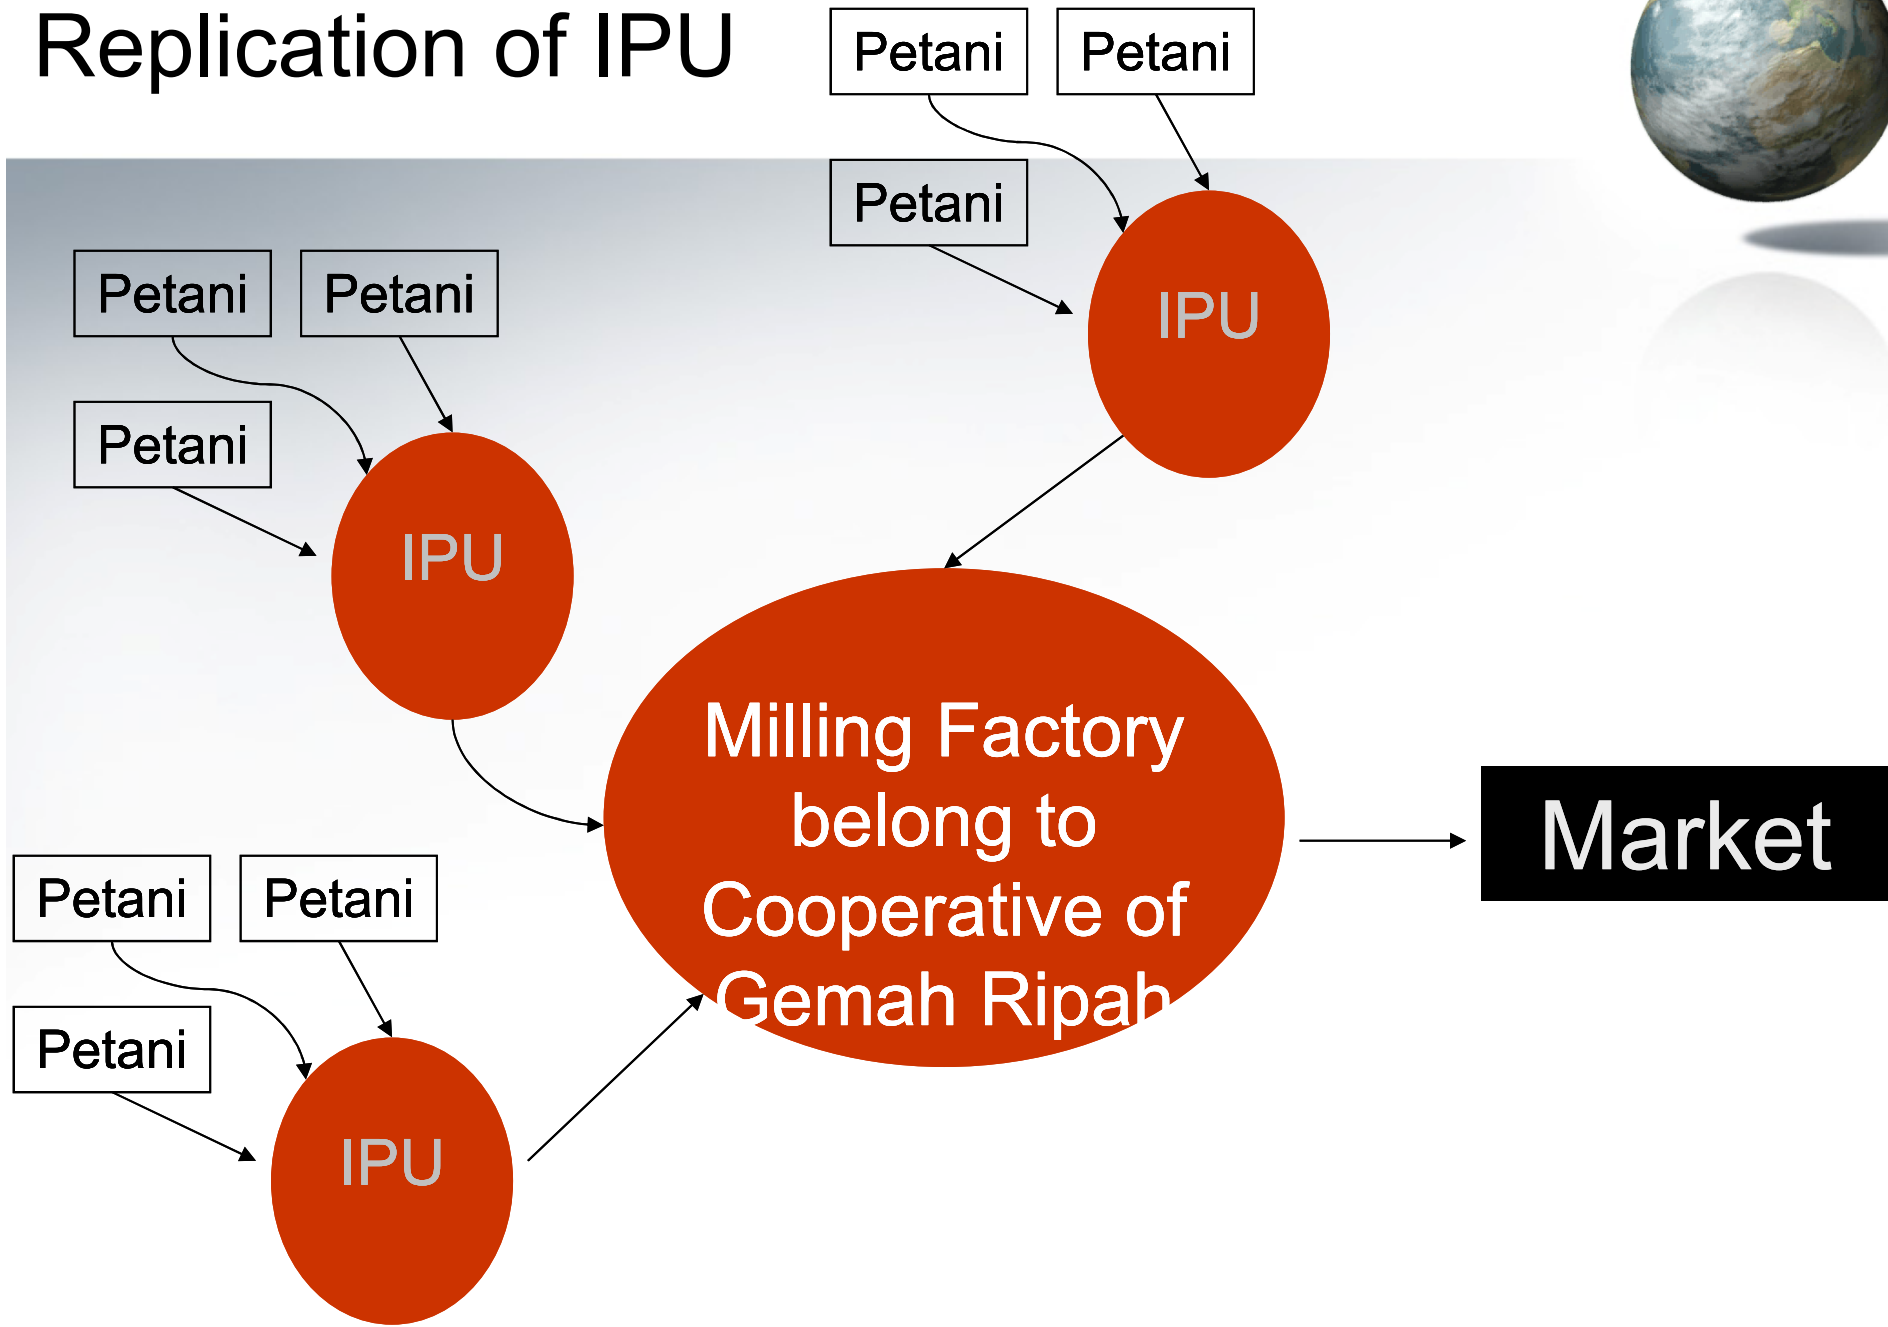 Replication of IPU
Petani
Petani
Petani
IPU
Petani
Petani
Petani
IPU
Milling Factory
belong to
Cooperative of
Gemah Ripah
Market
Petani
Petani
Petani
IPU